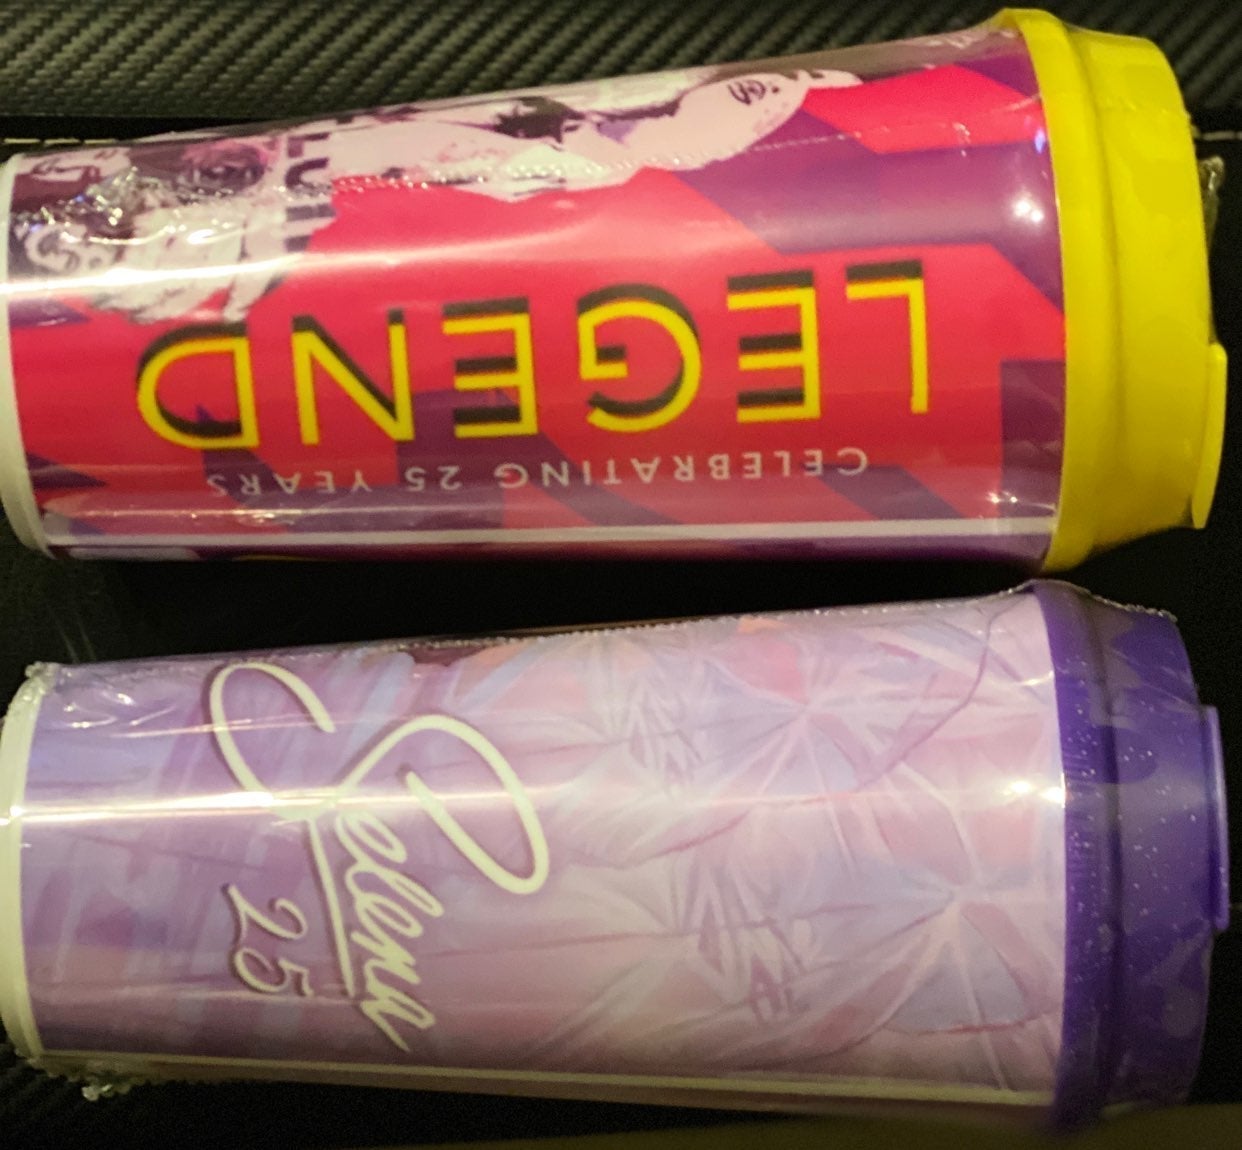 LEGEND
CELEBRATING 25 YEARS
Selena
25